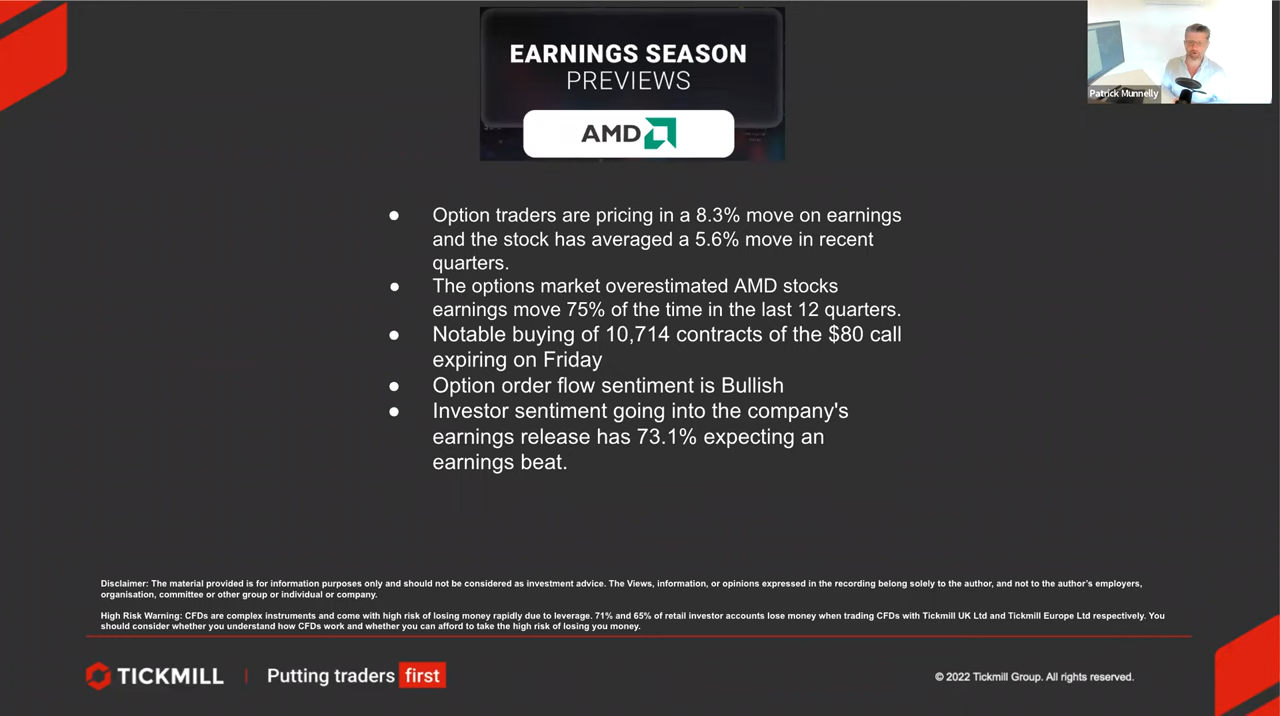 EARNINGS SEASON
PREVIEWS
AMD
Patrick Munnelly
● Option traders are pricing in a 8.3% move on earnings
and the stock has averaged a 5.6% move in recent
quarters.
● The options market overestimated AMD stocks
earnings move 75% of the time in the last 12 quarters.
● Notable buying of 10,714 contracts of the $80 call
expiring on Friday
● Option order flow sentiment is Bullish
● Investor sentiment going into the company's
earnings release has 73.1% expecting an
earnings beat.
Disclaimer: The material provided is for information purposes only and should not be considered as investment advice. The Views, information, or opinions expressed in the recording belong solely to the author, and not to the author's employers,
organisation, committee or other group or individual or company.
High Risk Warning: CFDs are complex instruments and come with high risk of losing money rapidly due to leverage. 71% and 65% of retail investor accounts lose money when trading CFDs with Tickmill UK Ltd and Tickmill Europe Ltd respectively. You
should consider whether you understand how CFDs work and whether you can afford to take the high risk of losing you money.
TICKMILL | Putting traders first
© 2022 Tickmill Group. All rights reserved.